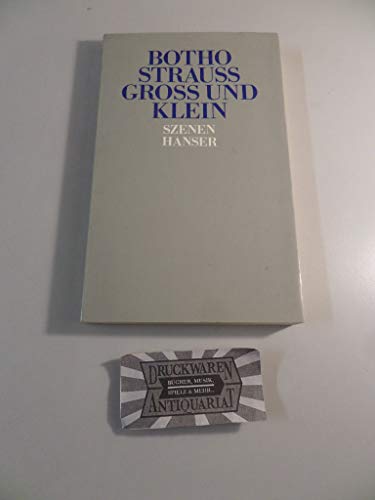 BOTHO
STRAUSS
GROSS UND
KLEIN
SZENEN
HANSER
DRUCKWAREN
BÜCHER, MUSIK,
SPIELE & MEHR...
ANTIQUARIAT